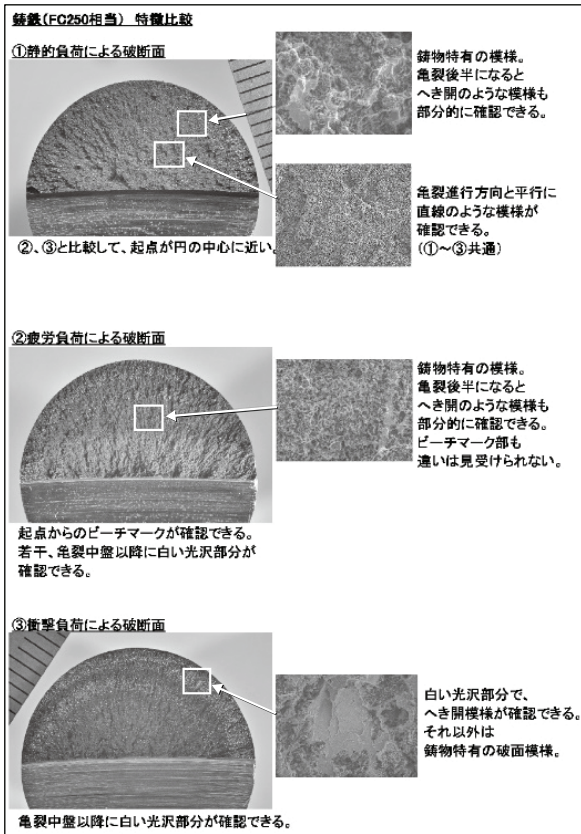 鋳鉄(FC250相当) 特徴比較
①静的負荷による破断面
鋳物特有の模様。
亀裂後半になると
へき開のような模様も
部分的に確認できる。
亀裂進行方向と平行に
直線のような模様が
確認できる。
(①～③共通)
②、③と比較して、起点が円の中心に近い。
②疲労負荷による破断面
鋳物特有の模様。
亀裂後半になると
へき開のような模様も
部分的に確認できる。
ビーチマーク部も
違いは見受けられない。
起点からのビーチマークが確認できる。
若干、亀裂中盤以降に白い光沢部分が
確認できる。
③衝撃負荷による破断面
白い光沢部分で、
へき開模様が確認できる。
それ以外は
鋳物特有の破面模様。
亀裂中盤以降に白い光沢部分が確認できる。